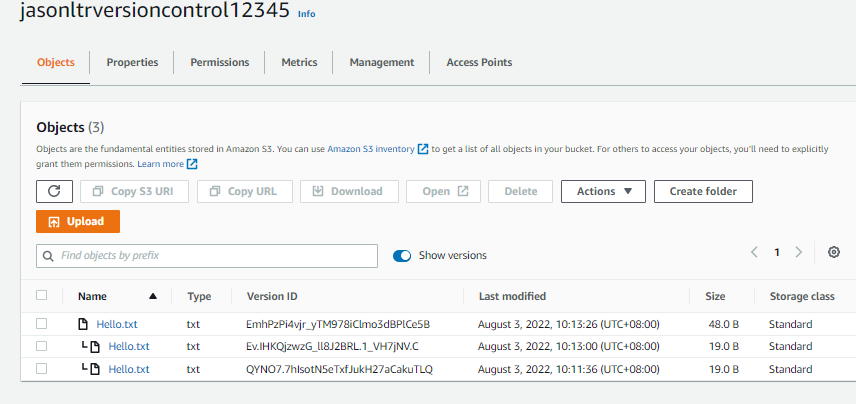 jasonltrversioncontrol12345 Info
Objects Properties Permissions Metrics Management Access Points
Objects (3)
Objects are the fundamental entities stored in Amazon S3. You can use Amazon S3 inventory to get a list of all objects in your bucket. For others to access your objects, you'll need to explicitly
grant them permissions. Learn more
Copy S3 URI Copy URL Download Open Delete Actions Create folder
Upload
Find objects by prefix Show versions 1
Name Type Version ID Last modified Size Storage class
Hello.txt txt EmhPzPi4vjr_yTM978iClmo3dBPlCe5B August 3, 2022, 10:13:26 (UTC+08:00) 48.0 B Standard
Hello.txt txt Ev.IHKQjzwzG_ll8J2BRL.1_VH7jNV.C August 3, 2022, 10:13:00 (UTC+08:00) 19.0 B Standard
Hello.txt txt QYNO7.7hIsotN5eTxfJukH27aCakuTLQ August 3, 2022, 10:11:36 (UTC+08:00) 19.0 B Standard